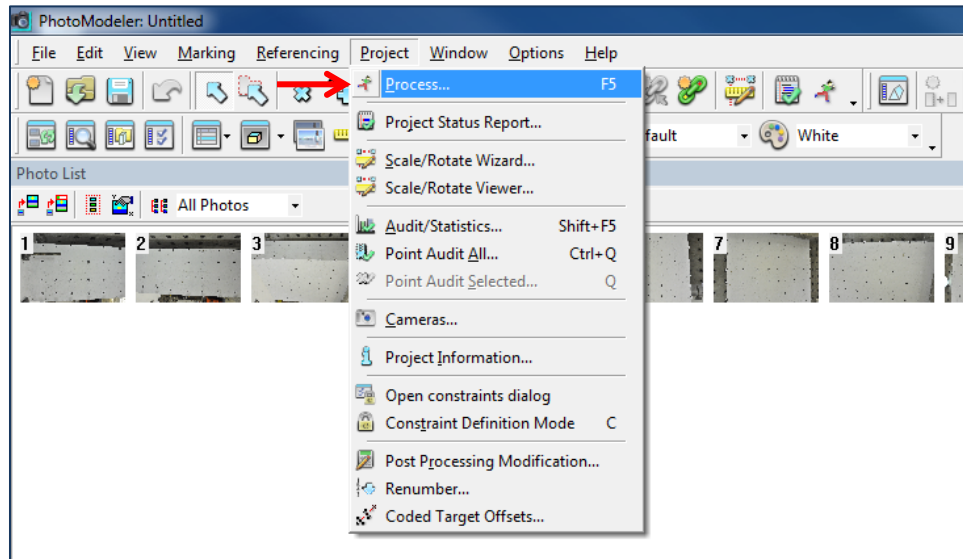 PhotoModeler: Untitled
File Edit View Marking Referencing Project Window Options Help
Process... F5
Project Status Report...
fault White
Scale/Rotate Wizard...
Photo List
Scale/Rotate Viewer...
All Photos
Audit/Statistics... Shift+F5
1 2 3 7 8 9
Point Audit All... Ctrl+Q
Point Audit Selected... Q
Cameras...
Project Information...
Open constraints dialog
Constraint Definition Mode C
Post Processing Modification...
Renumber...
Coded Target Offsets...